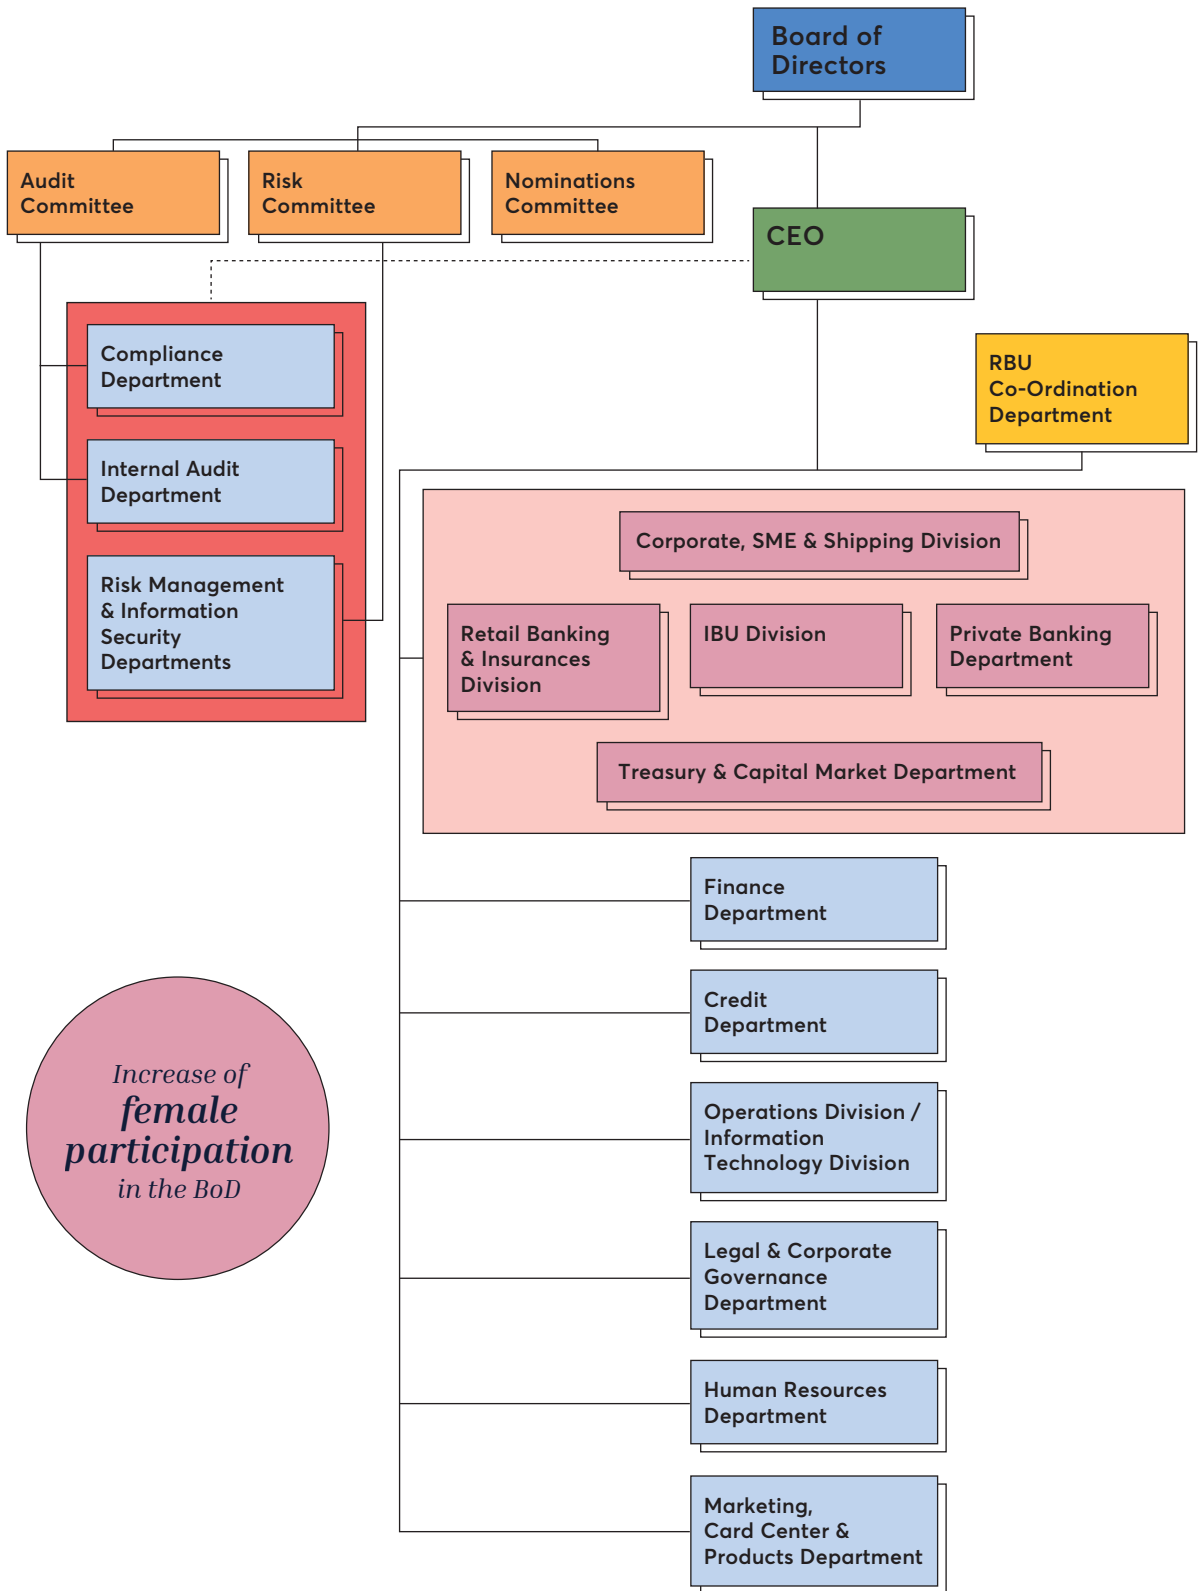 Board of
Directors
Audit
Committee
Risk
Committee
Nominations
Committee
CEO
Compliance
Department
RBU
Co-Ordination
Department
Internal Audit
Department
Risk Management
& Information
Security
Departments
Corporate, SME & Shipping Division
Retail Banking
& Insurances
Division
IBU Division
Private Banking
Department
Treasury & Capital Market Department
Finance
Department
Credit
Department
Increase of
female
participation
in the BoD
Operations Division /
Information
Technology Division
Legal & Corporate
Governance
Department
Human Resources
Department
Marketing,
Card Center &
Products Department